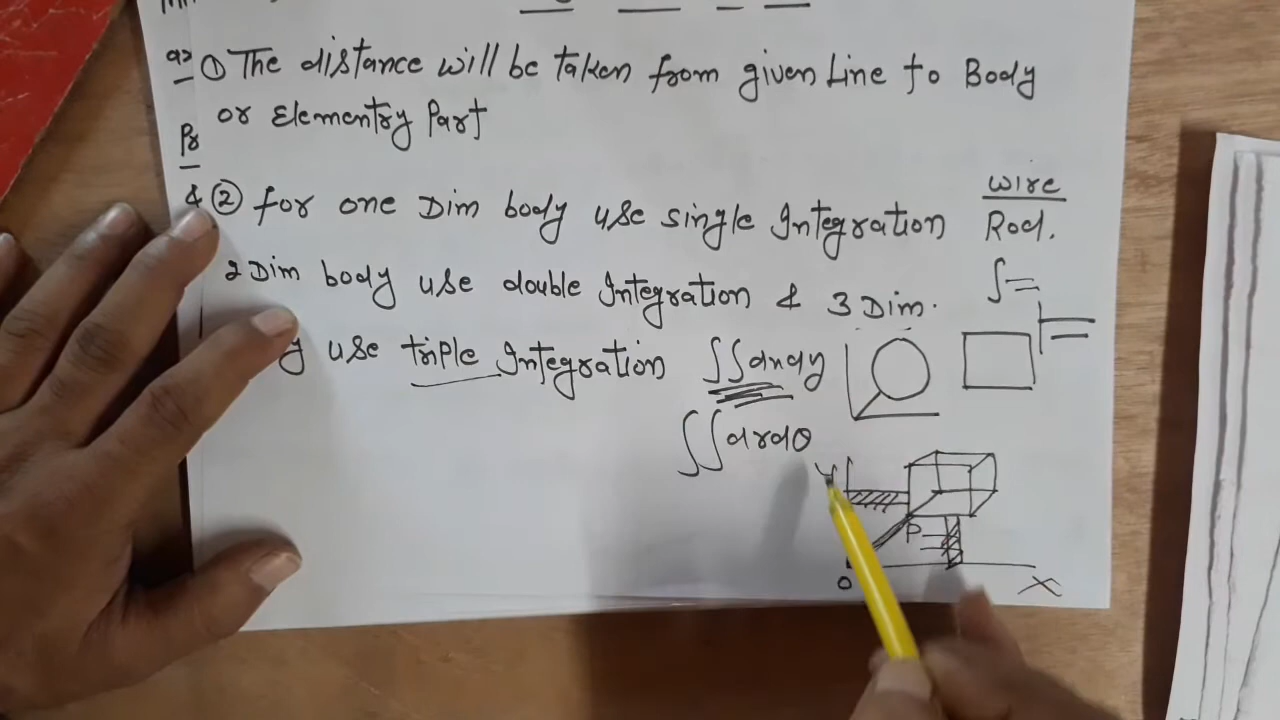 ① The distance will be taken from given Line to Body
or Elementry Part
& ② for one Dim body use single Integration
2 Dim body use double Integration & 3 Dim.
use triple Integration ∫∫dxdy
∫∫drdθ
wire
Rod.
∫=
Y
P
O
X